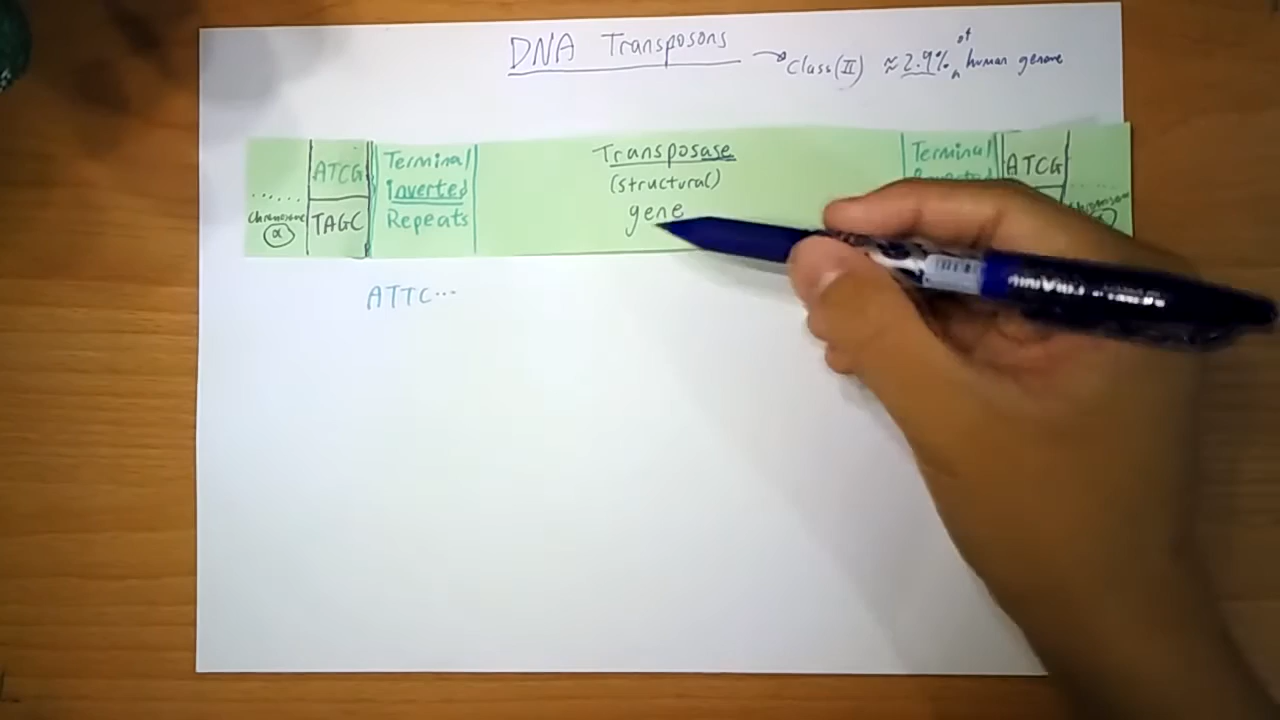 DNA Transposons
Class (II) ≈ 2.9% of human genome
ATCG
TAGC
Chromosome
α
Terminal
inverted
Repeats
Transposase
(structural)
gene
Terminal
ATCG
ATTC...